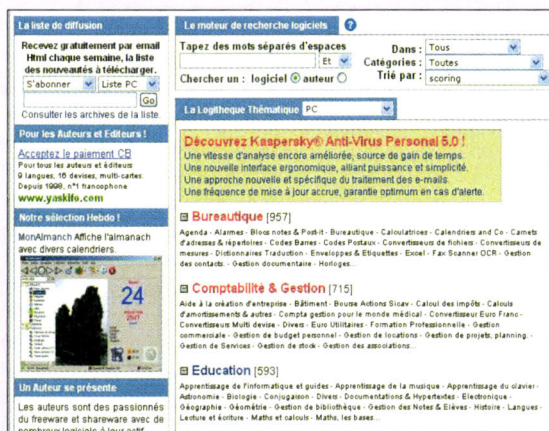 La liste de diffusion
Recevez gratuitement par email
Html chaque semaine, la liste
des nouveautés à télécharger.
S'abonner Liste PC
Go
Consulter les archives de la liste.
Pour les Auteurs et Editeurs !
Acceptez le paiement CB
Pour tous les auteurs et éditeurs
9 langues, 16 devises, multi-cartes.
Depuis 1998, n°1 francophone
www.yaskifo.com
Notre sélection Hebdo !
MonAlmanch Affiche l'almanach
avec divers calendriers.
24
Un Auteur se présente
Les auteurs sont des passionnés
du freeware et shareware avec de
nombreux logiciels à leur actif
Le moteur de recherche logiciels ?
Tapez des mots séparés d'espaces
Et
Chercher un : logiciel auteur
Dans : Tous
Catégories : Toutes
Trié par : scoring
La Logitheque Thématique PC
Découvrez Kaspersky® Anti-Virus Personal 5.0 !
Une vitesse d'analyse encore améliorée, source de gain de temps.
Une nouvelle interface ergonomique, alliant puissance et simplicité.
Une approche nouvelle et spécifique du traitement des e-mails.
Une fréquence de mise à jour accrue, garantie optimum en cas d'alerte.
Bureautique [957]
Agenda - Alarmes - Blocs notes & Post-it - Bureautique - Calculatrices - Calendriers and Co - Carnets
d'adresses & répertoires - Codes Barres - Codes Postaux - Convertisseurs de fichiers - Convertisseurs de
mesures - Dictionnaires Traduction - Enveloppes & Etiquettes - Excel - Fax Scanner OCR - Gestion
des contacts. - Gestion documentaire - Horloges...
Comptabilité & Gestion [715]
Aide à la création d'entreprise - Bâtiment - Bourse Actions Sicav - Calcul des impôts - Calculs
d'amortissements & autres - Compta gestion pour le monde médical - Convertisseur Euro Franc -
Convertisseurs Multi devise - Divers - Euro Utilitaires - Formation Professionnelle - Gestion
commerciale - Gestion de budget personnel - Gestion de locations - Gestion de projets, planning. -
Gestion de Services - Gestion de stock - Gestion des associations...
Education [593]
Apprentissage de l'informatique et guides - Apprentissage de la musique - Apprentissage du clavier -
Astronomie - Biologie - Conjugaison - Divers - Documentations & Hypertextes - Electronique -
Géographie - Géométrie - Gestion de bibliothèque - Gestion des Notes & Elèves - Histoire - Langues -
Lecture et écriture - Maths et calculs - Maths, les bases...